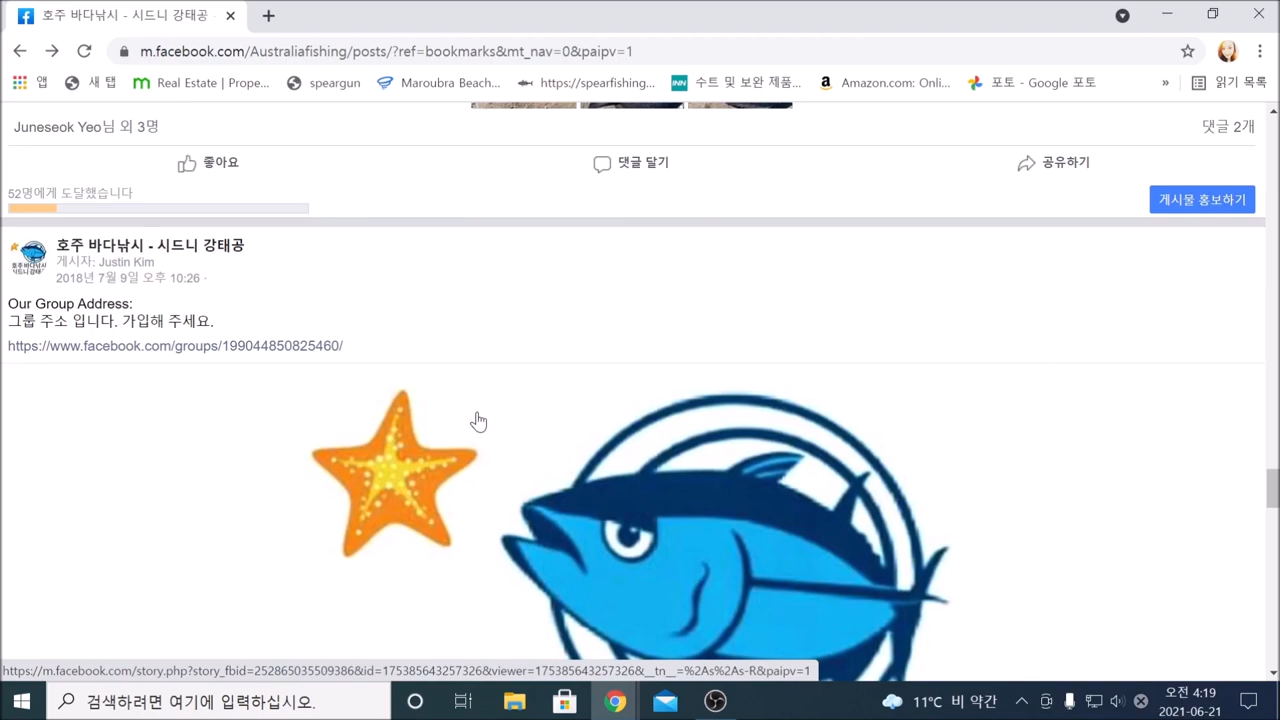 호주 바다낚시 - 시드니 강태공
m.facebook.com/Australiafishing/posts/?ref=bookmarks&mt_nav=0&paipv=1
앱 새 탭 Real Estate | Prope... speargun Maroubra Beach... https://spearfishing... INN 수트 및 보완 제품... Amazon.com: Onli... 포토 - Google 포토 » 읽기 목록
Juneseok Yeo님 외 3명 댓글 2개
좋아요 댓글 달기 공유하기
52명에게 도달했습니다 게시물 홍보하기
호주 바다낚시 - 시드니 강태공
게시자: Justin Kim
2018년 7월 9일 오후 10:26 ·
Our Group Address:
그룹 주소 입니다. 가입해 주세요.
https://www.facebook.com/groups/199044850825460/
https://m.facebook.com/story.php?story_fbid=252865035509386&id=175385643257326&viewer=175385643257326&__tn__=%2As%2As-R&paipv=1
검색하려면 여기에 입력하십시오. 11°C 비 약간 오전 4:19
2021-06-21